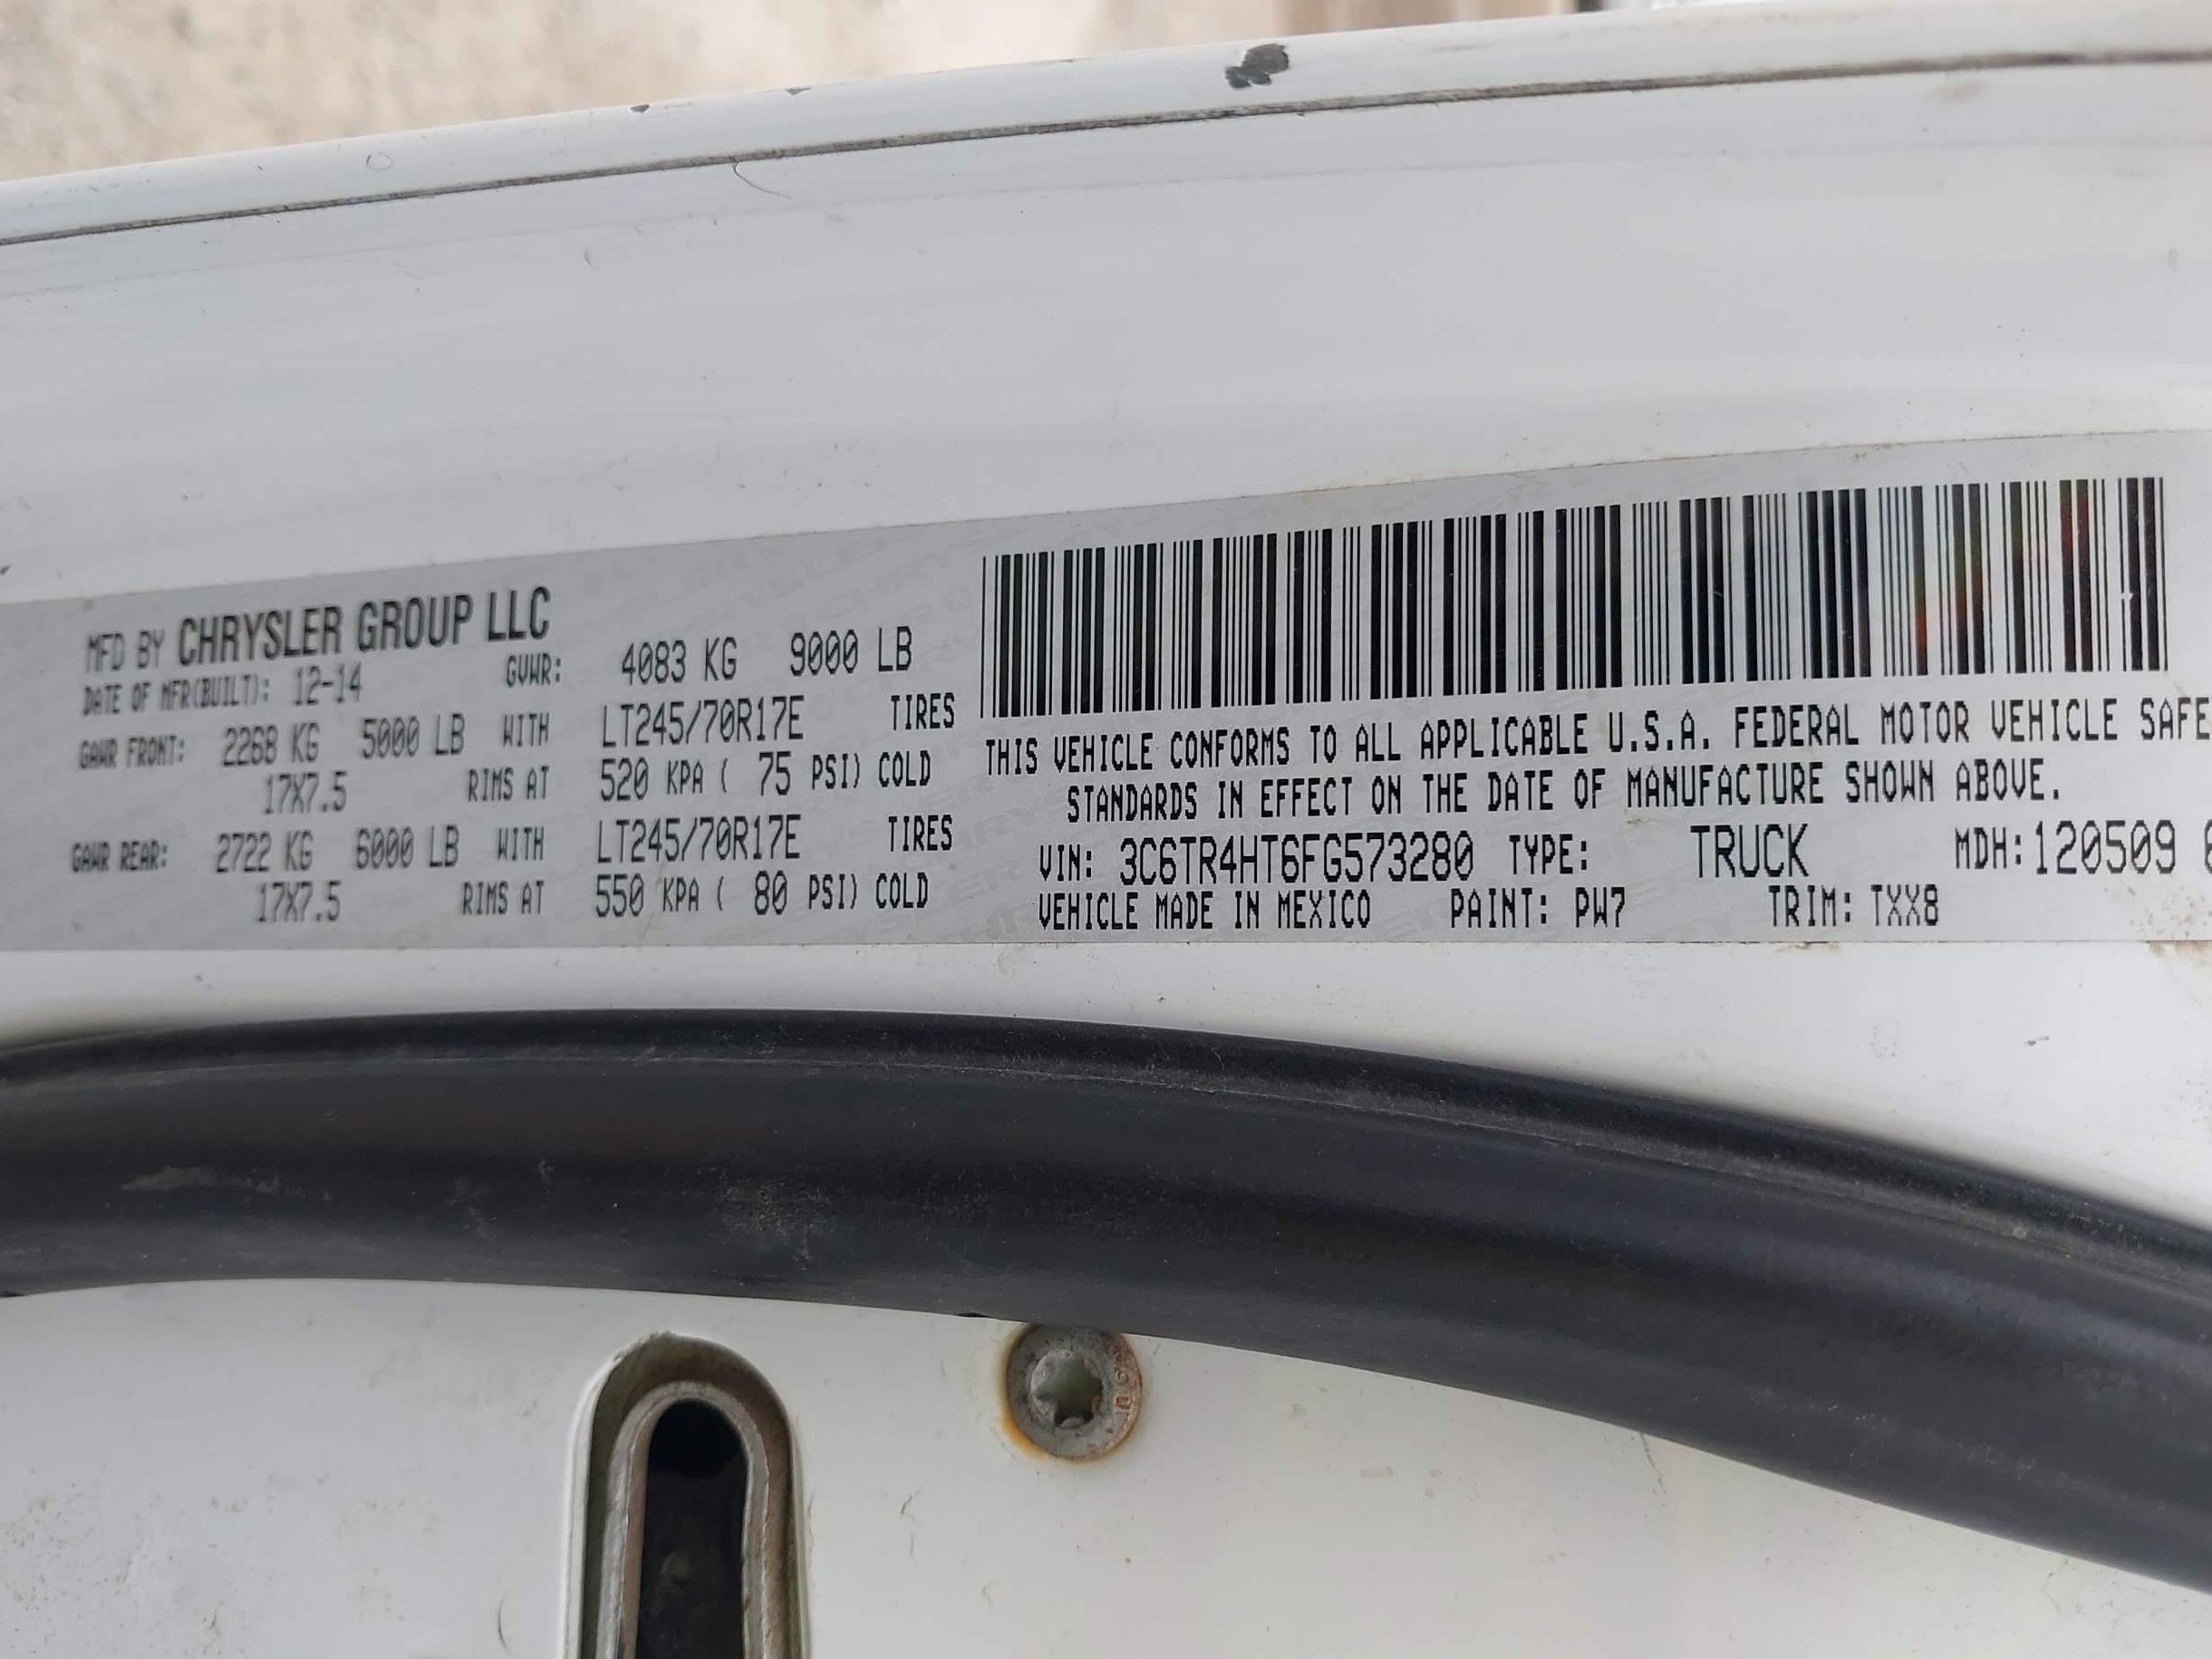 MFD BY CHRYSLER GROUP LLC
DATE OF MFR(BUILT): 12-14 GVWR: 4083 KG 9000 LB
GAWR FRONT: 2268 KG 5000 LB WITH LT245/70R17E TIRES
17X7.5 RIMS AT 520 KPA ( 75 PSI) COLD
GAWR REAR: 2722 KG 6000 LB WITH LT245/70R17E TIRES
17X7.5 RIMS AT 550 KPA ( 80 PSI) COLD
THIS VEHICLE CONFORMS TO ALL APPLICABLE U.S.A. FEDERAL MOTOR VEHICLE SAFE
STANDARDS IN EFFECT ON THE DATE OF MANUFACTURE SHOWN ABOVE.
VIN: 3C6TR4HT6FG573280 TYPE: TRUCK MDH:120509
VEHICLE MADE IN MEXICO PAINT: PW7 TRIM: TXX8